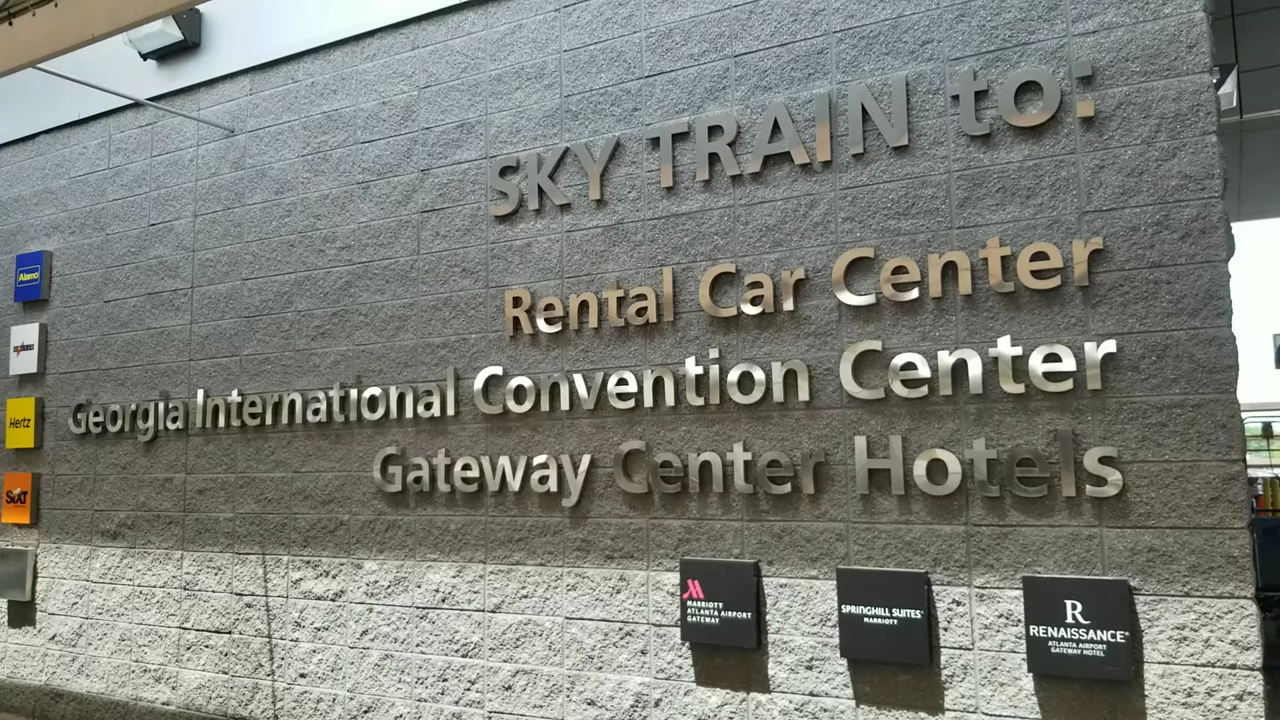 SKY TRAIN to:
Rental Car Center
Georgia International Convention Center
Gateway Center Hotels
Alamo
Hertz
SIXT
MARRIOTT
ATLANTA AIRPORT
GATEWAY
SPRINGHILL SUITES®
MARRIOTT
R
RENAISSANCE®
ATLANTA AIRPORT
GATEWAY HOTEL